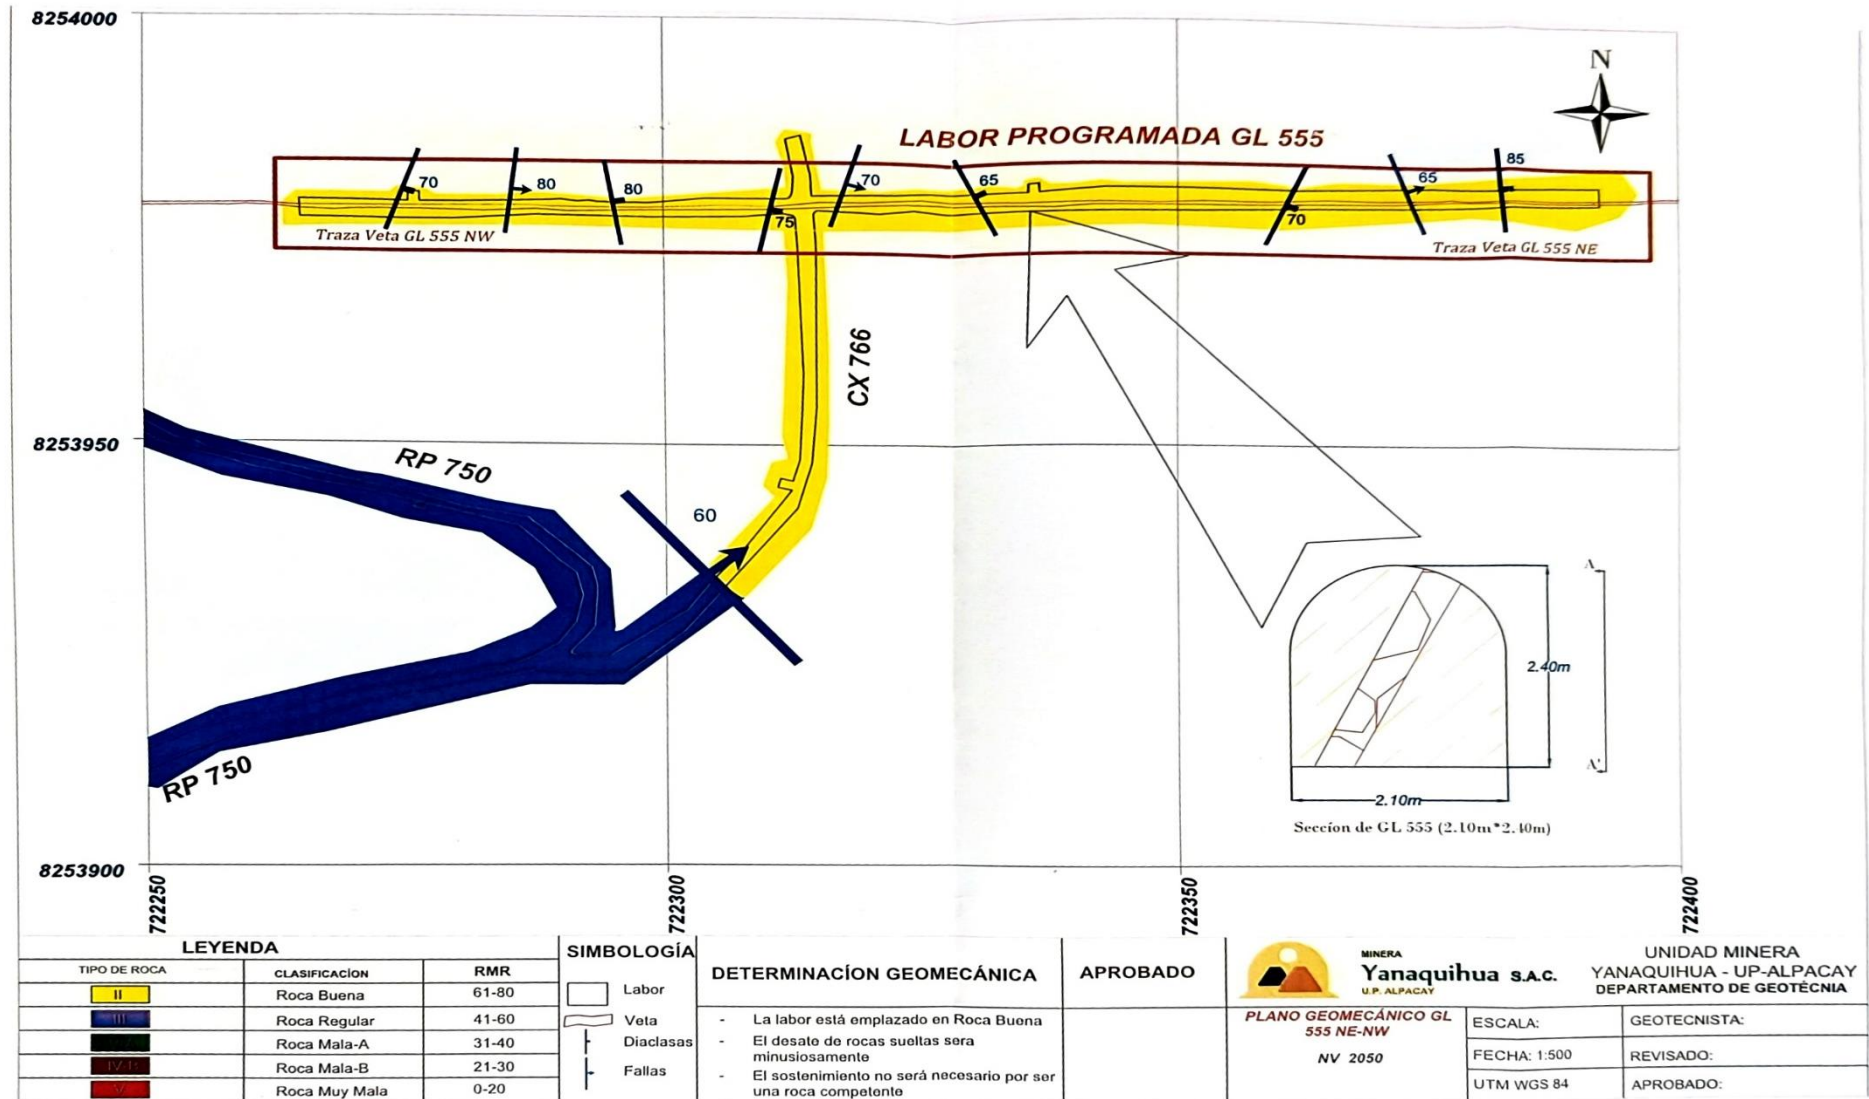 8254000
N
LABOR PROGRAMADA GL 555
70
80
80
75
70
65
70
65
85
Traza Veta GL 555 NW
Traza Veta GL 555 NE
CX 766
8253950
RP 750
60
RP 750
A
2.40m
A'
2.10m
Seccíon de GL 555 (2.10m*2.40m)
8253900
722250
722300
722350
722400
LEYENDA
TIPO DE ROCA
CLASIFICACÍON
RMR
II
Roca Buena
61-80
III
Roca Regular
41-60
Roca Mala-A
31-40
Roca Mala-B
21-30
V
Roca Muy Mala
0-20
SIMBOLOGÍA
Labor
Veta
Diaclasas
Fallas
DETERMINACÍON GEOMECÁNICA
- La labor está emplazado en Roca Buena
- El desate de rocas sueltas sera
minusiosamente
- El sostenimiento no será necesario por ser
una roca competente
APROBADO
MINERA
Yanaquihua S.A.C.
U.P. ALPACAY
UNIDAD MINERA
YANAQUIHUA - UP-ALPACAY
DEPARTAMENTO DE GEOTÉCNIA
PLANO GEOMECÁNICO GL
555 NE-NW
NV 2050
ESCALA:
GEOTECNISTA:
FECHA: 1:500
REVISADO:
UTM WGS 84
APROBADO: